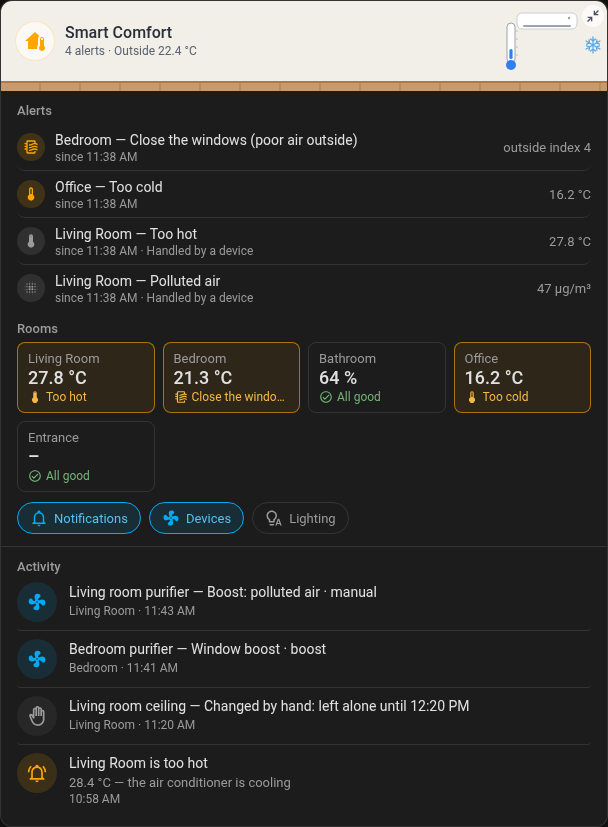 Smart Comfort
4 alerts · Outside 22.4 °C
Alerts
Bedroom — Close the windows (poor air outside)
since 11:38 AM
outside index 4
Office — Too cold
since 11:38 AM
16.2 °C
Living Room — Too hot
since 11:38 AM · Handled by a device
27.8 °C
Living Room — Polluted air
since 11:38 AM · Handled by a device
47 µg/m³
Rooms
Living Room
27.8 °C
Too hot
Bedroom
21.3 °C
Close the windo…
Bathroom
64 %
All good
Office
16.2 °C
Too cold
Entrance
–
All good
Notifications
Devices
Lighting
Activity
Living room purifier — Boost: polluted air · manual
Living Room · 11:43 AM
Bedroom purifier — Window boost · boost
Bedroom · 11:41 AM
Living room ceiling — Changed by hand: left alone until 12:20 PM
Living Room · 11:20 AM
Living Room is too hot
28.4 °C — the air conditioner is cooling
10:58 AM